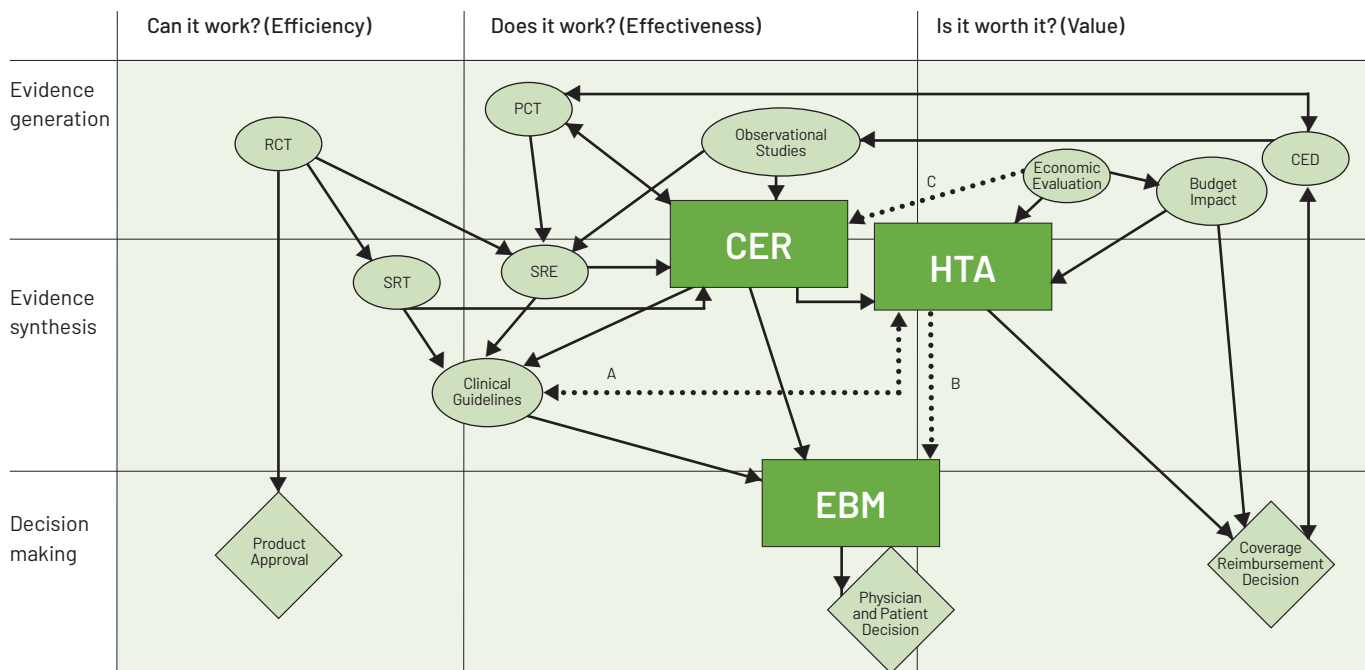 Can it work? (Efficiency)
Does it work? (Effectiveness)
Is it worth it? (Value)
Evidence
generation
RCT
PCT
Observational
Studies
C
Economic
Evaluation
Budget
Impact
CED
CER
HTA
Evidence
synthesis
SRT
SRE
Clinical
Guidelines
A
B
Decision
making
Product
Approval
EBM
Physician
and Patient
Decision
Coverage
Reimbursement
Decision